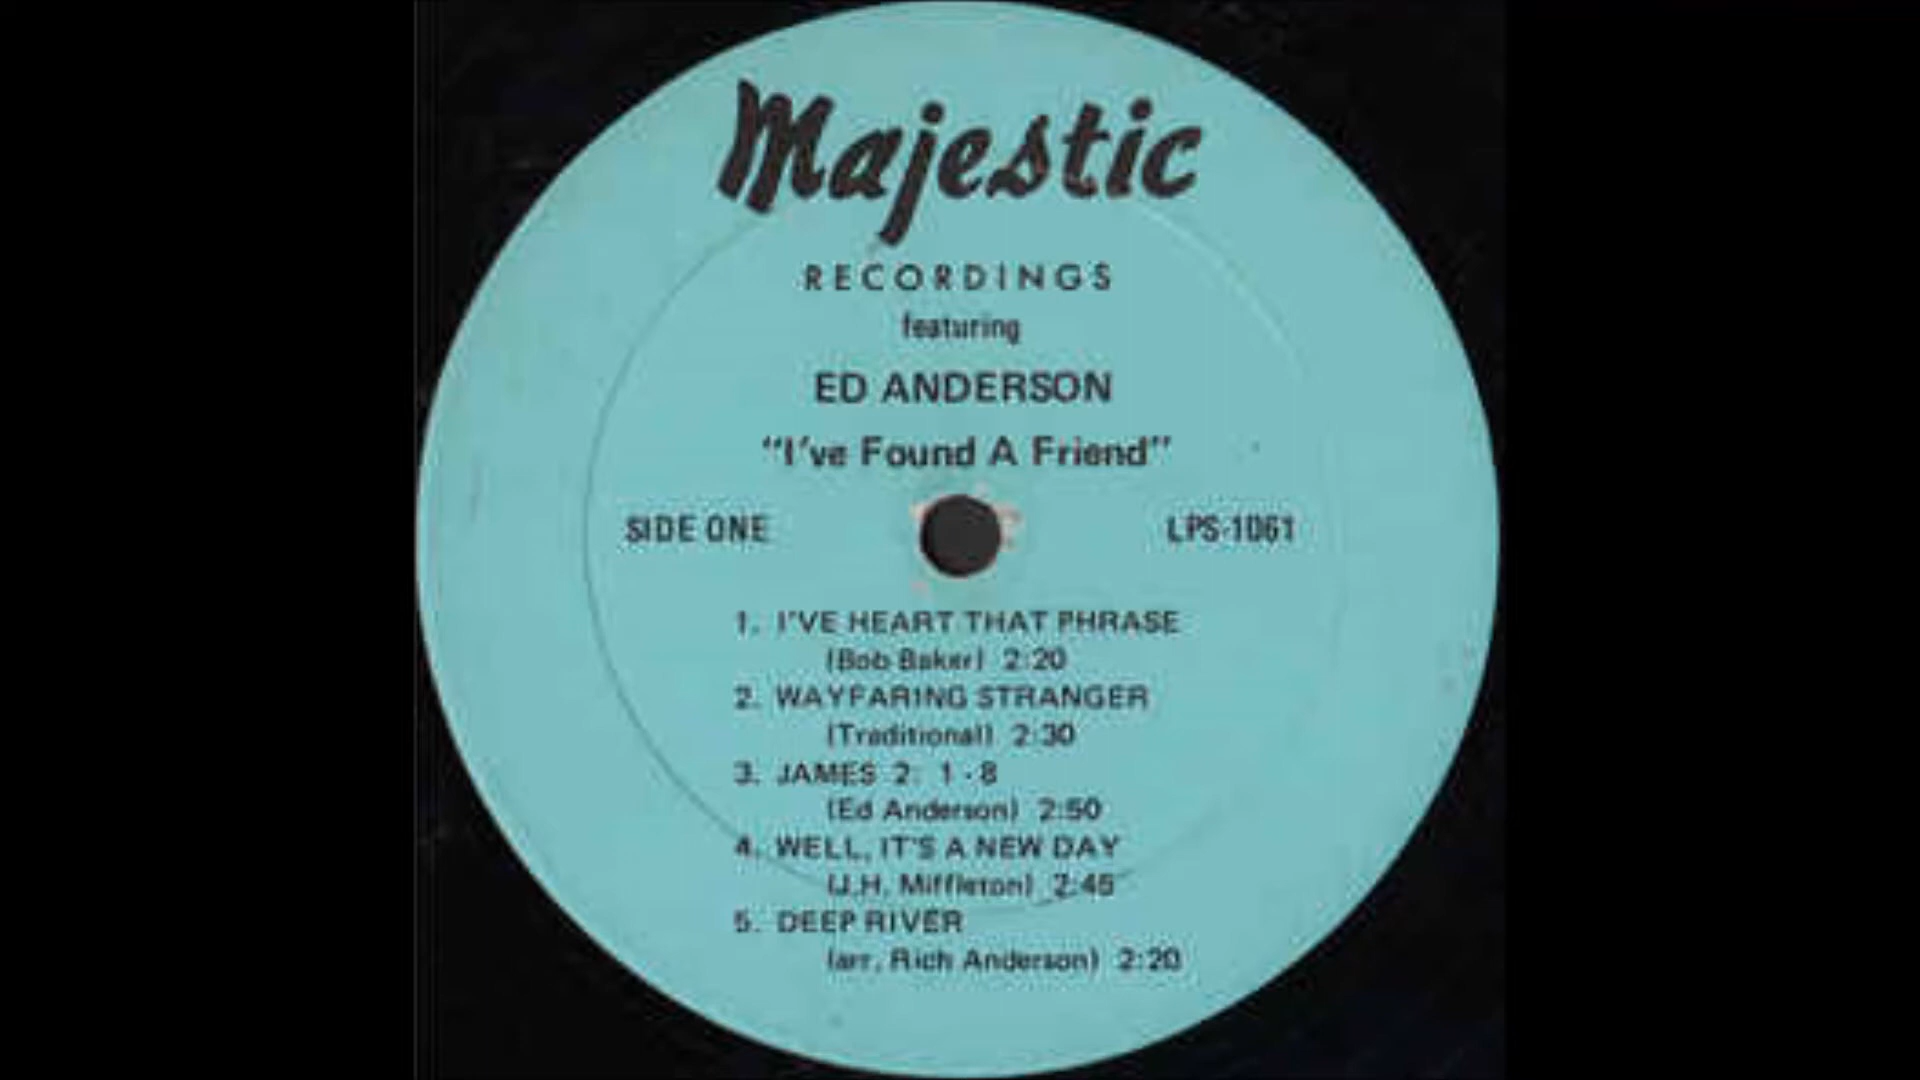 Majestic
RECORDINGS
featuring
ED ANDERSON
"I've Found A Friend"
SIDE ONE LPS-1061
1. I'VE HEART THAT PHRASE
(Bob Baker) 2:20
2. WAYFARING STRANGER
(Traditional) 2:30
3. JAMES 2: 1-8
(Ed Anderson) 2:50
4. WELL, IT'S A NEW DAY
(J.H. Miffleton) 2:45
5. DEEP RIVER
(arr. Rich Anderson) 2:20